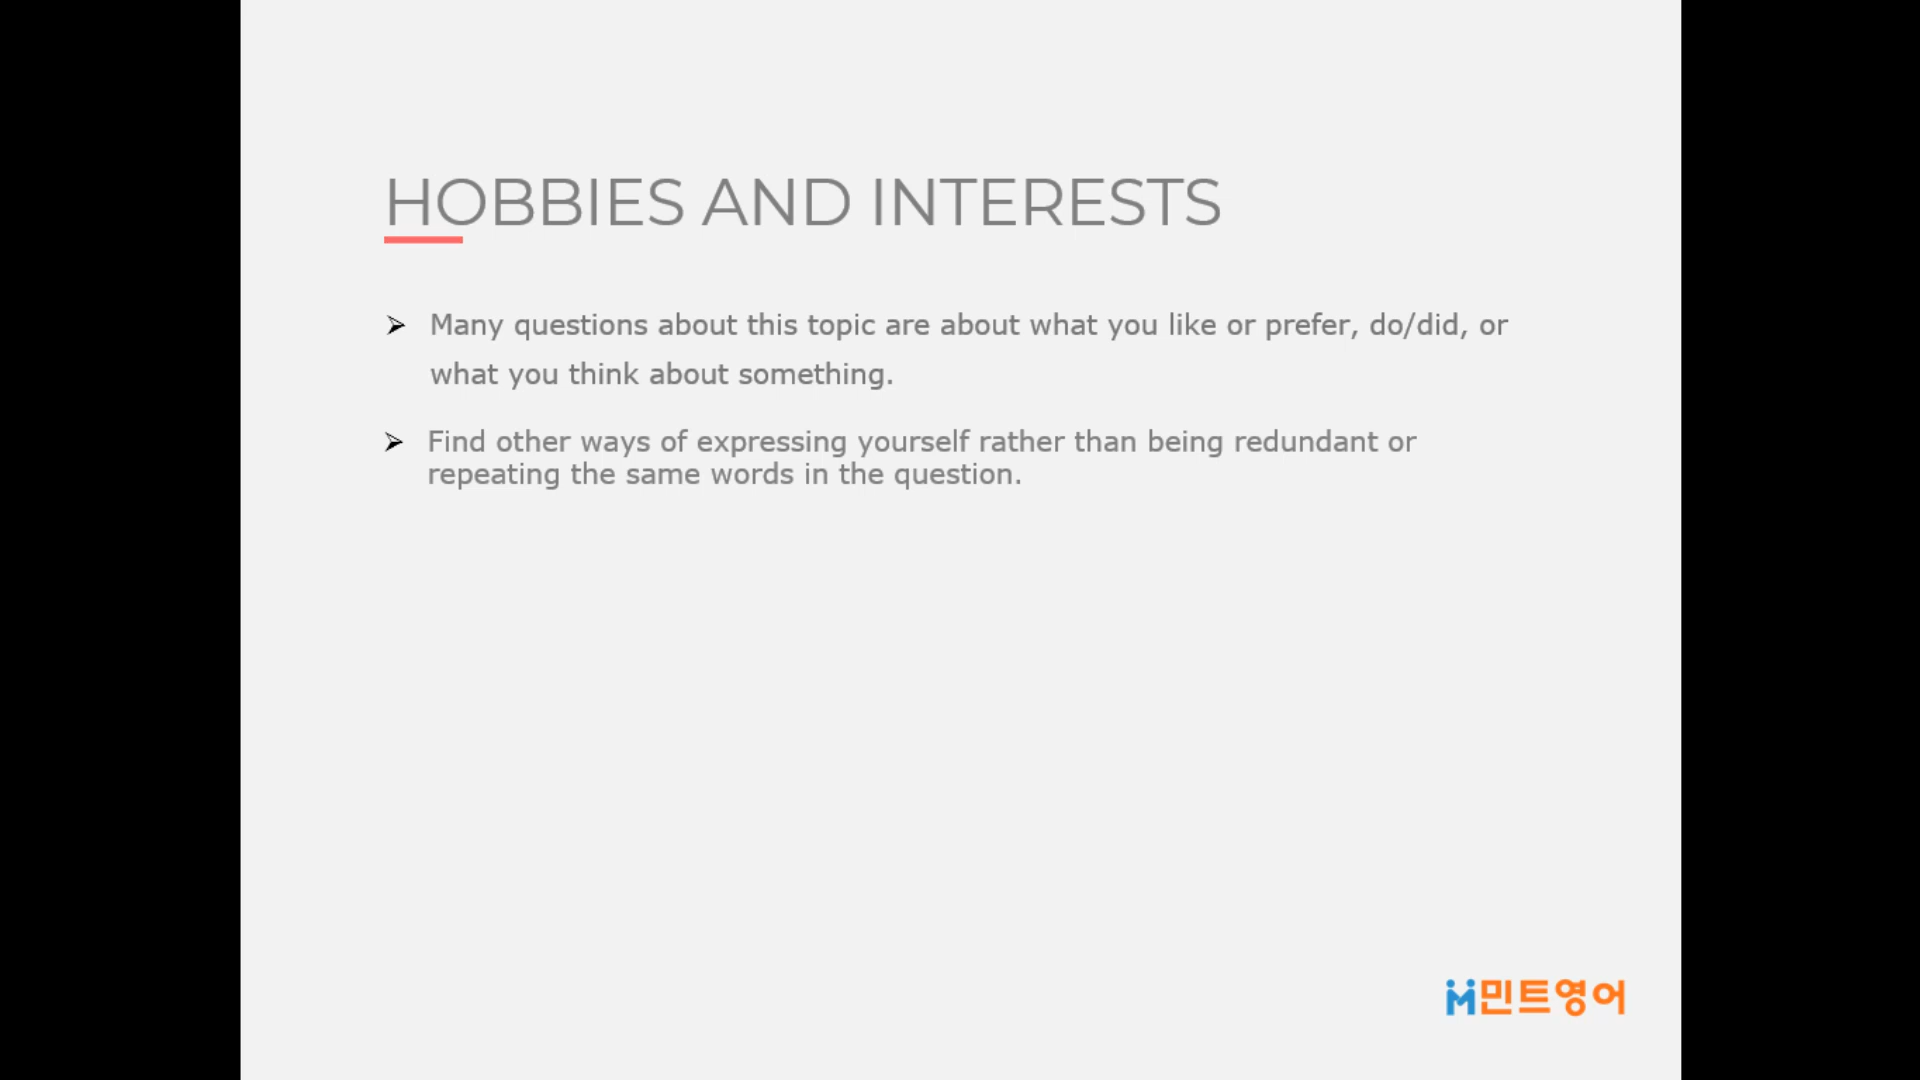 HOBBIES AND INTERESTS
Many questions about this topic are about what you like or prefer, do/did, or
what you think about something.
Find other ways of expressing yourself rather than being redundant or
repeating the same words in the question.
민트영어